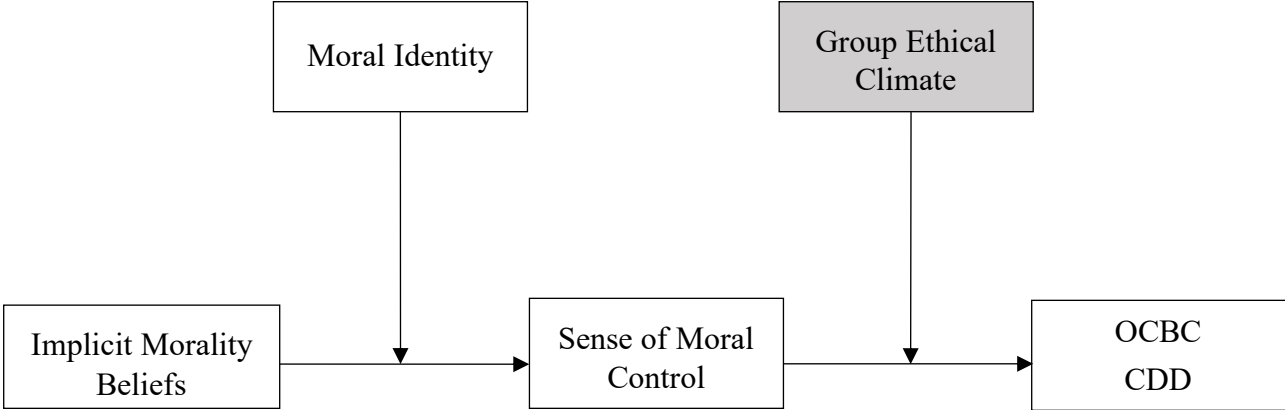 Moral Identity
Group Ethical
Climate
Implicit Morality
Beliefs
Sense of Moral
Control
OCBC
CDD